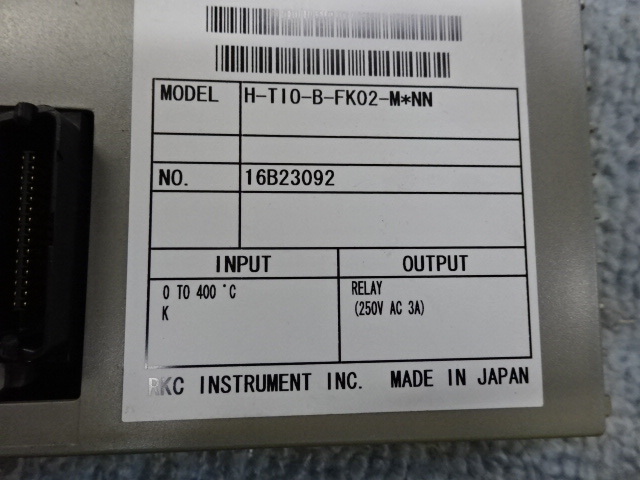 MODEL H-TIO-B-FK02-M*NN
NO. 16B23092
INPUT OUTPUT
0 TO 400 °C RELAY
K (250V AC 3A)
RKC INSTRUMENT INC. MADE IN JAPAN